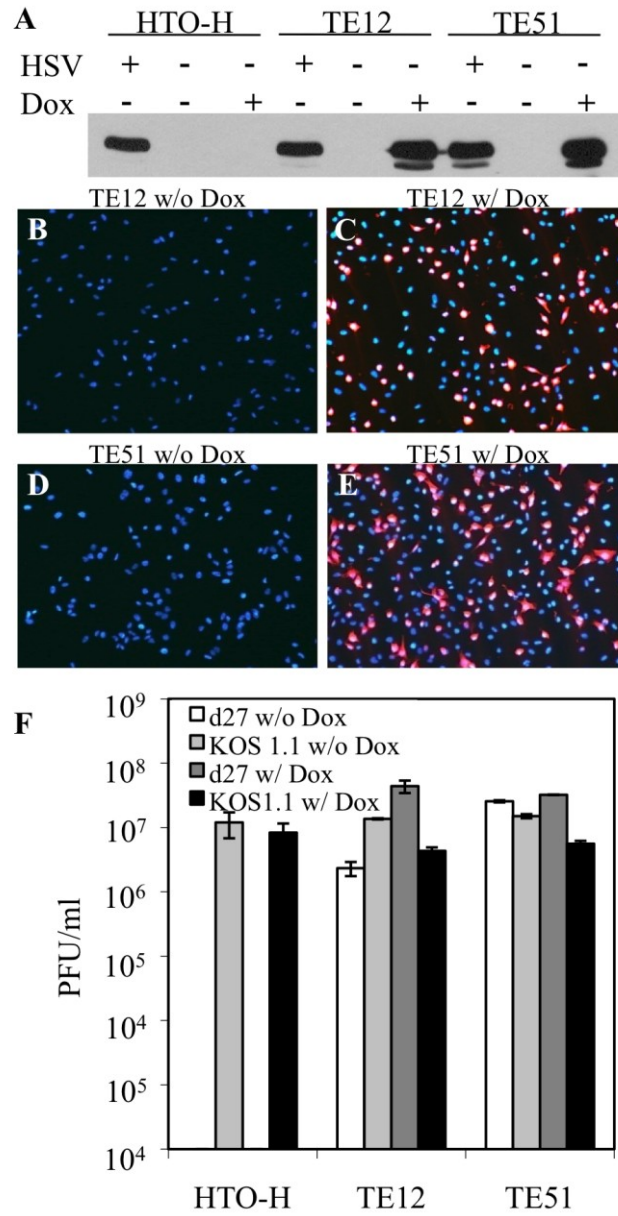 A
HTO-H TE12 TE51
HSV + - - + - - + - -
Dox - - + - - + - - +
TE12 w/o Dox TE12 w/ Dox
B C
TE51 w/o Dox TE51 w/ Dox
D E
F
d27 w/o Dox
KOS 1.1 w/o Dox
d27 w/ Dox
KOS1.1 w/ Dox
PFU/ml
10⁹
10⁸
10⁷
10⁶
10⁵
10⁴
10⁵
10⁴
HTO-H TE12 TE51